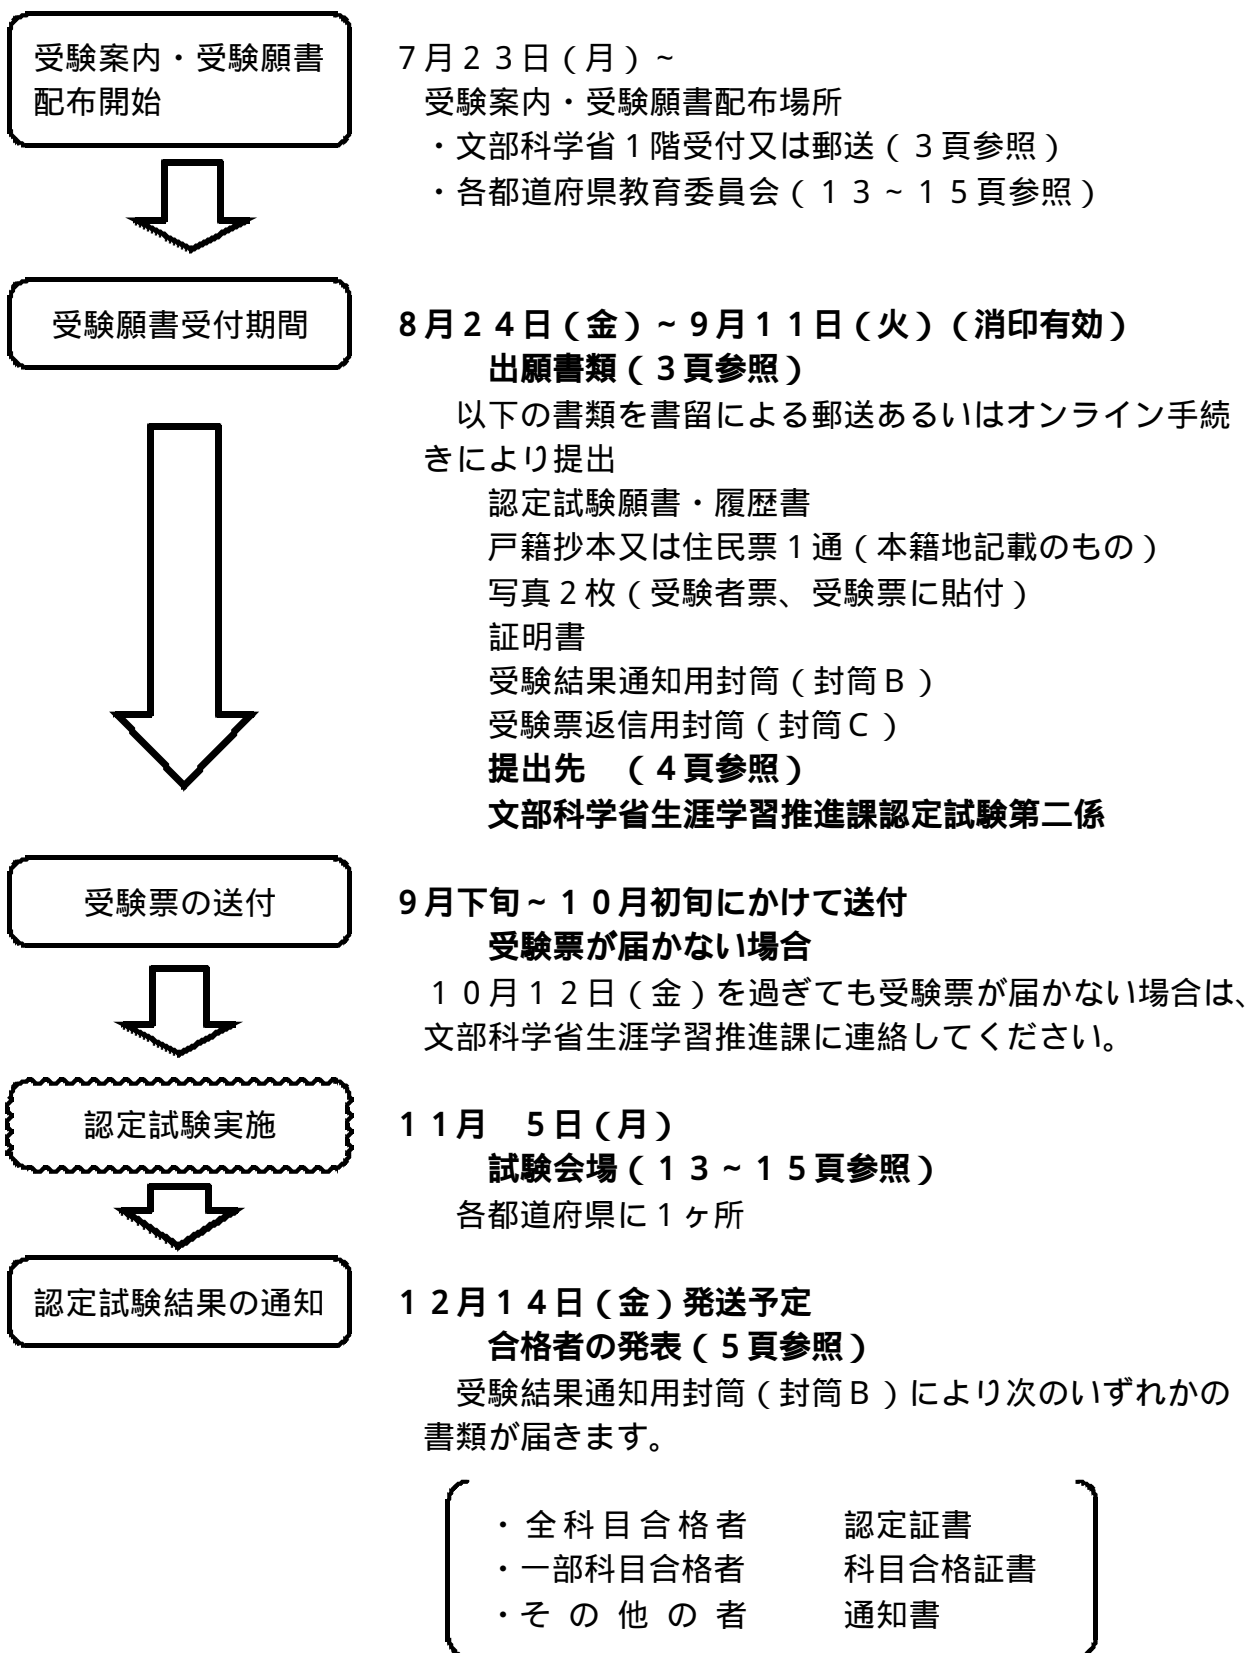 受験案内・受験願書
配布開始
７月２３日（月）~
受験案内・受験願書配布場所
・文部科学省１階受付又は郵送（３頁参照）
・各都道府県教育委員会（１３~１５頁参照）
受験願書受付期間
８月２４日（金）~９月１１日（火）（消印有効）
出願書類（３頁参照）
以下の書類を書留による郵送あるいはオンライン手続
きにより提出
認定試験願書・履歴書
戸籍抄本又は住民票１通（本籍地記載のもの）
写真２枚（受験者票、受験票に貼付）
証明書
受験結果通知用封筒（封筒Ｂ）
受験票返信用封筒（封筒Ｃ）
提出先　（４頁参照）
文部科学省生涯学習推進課認定試験第二係
受験票の送付
９月下旬~１０月初旬にかけて送付
受験票が届かない場合
１０月１２日（金）を過ぎても受験票が届かない場合は、
文部科学省生涯学習推進課に連絡してください。
認定試験実施
１１月　５日（月）
試験会場（１３~１５頁参照）
各都道府県に１ヶ所
認定試験結果の通知
１２月１４日（金）発送予定
合格者の発表（５頁参照）
受験結果通知用封筒（封筒Ｂ）により次のいずれかの
書類が届きます。
・全科目合格者　　認定証書
・一部科目合格者　　科目合格証書
・その他の者　　通知書